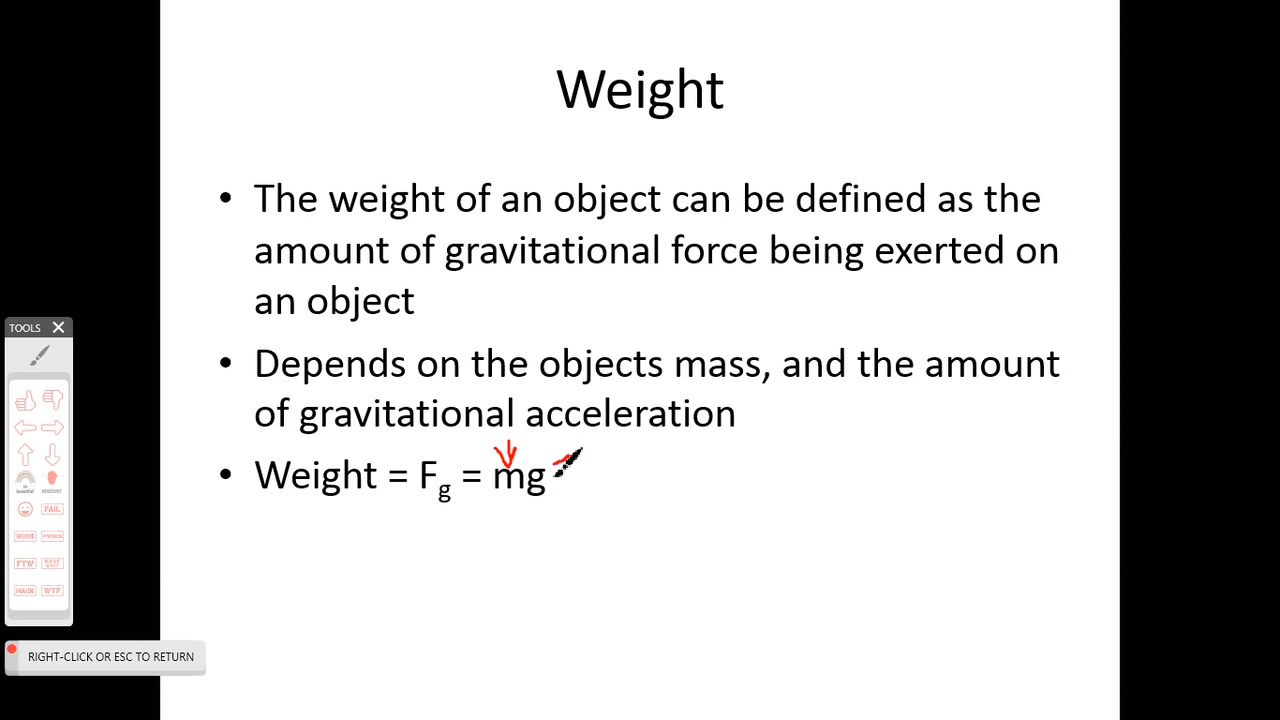 Weight
• The weight of an object can be defined as the
amount of gravitational force being exerted on
an object
• Depends on the objects mass, and the amount
of gravitational acceleration
• Weight = Fg = mg
TOOLS
FAIL
NOOB
FTW
HACK WTF
RIGHT-CLICK OR ESC TO RETURN